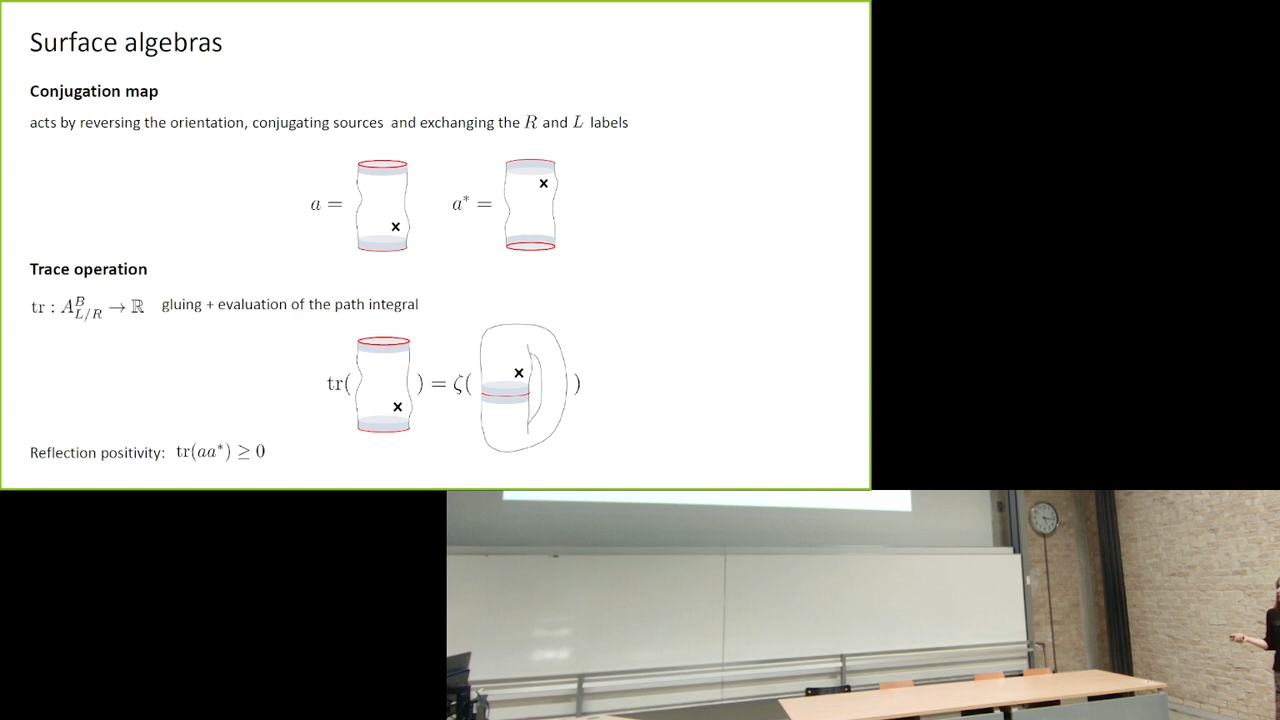 Surface algebras
Conjugation map
acts by reversing the orientation, conjugating sources and exchanging the R and L labels
a =
a* =
Trace operation
tr : A^B_{L/R} → ℝ gluing + evaluation of the path integral
tr( ) = ζ( )
Reflection positivity: tr(aa*) ≥ 0